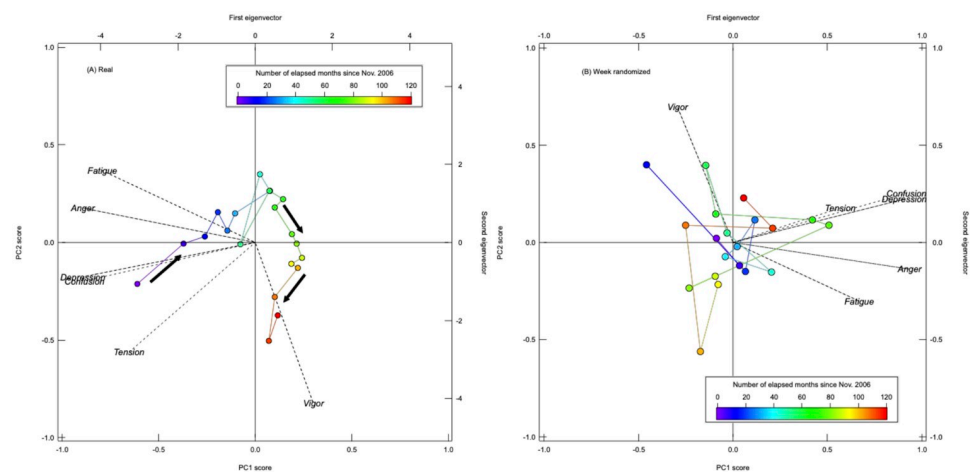 First eigenvector
-4 -2 0 2 4
(A) Real
Number of elapsed months since Nov. 2006
0 20 40 60 80 100 120
1.0
0.5
0.0
-0.5
-1.0
PC2 score
4
2
0
-2
-4
Second eigenvector
Fatigue
Anger
Depression
Confusion
Tension
Vigor
-1.0 -0.5 0.0 0.5 1.0
PC1 score
First eigenvector
-0.5 0.0 0.5 1.0
(B) Week randomized
1.0
0.5
0.0
-0.5
-1.0
PC2 score
1.0
0.5
0.0
-0.5
-1.0
Second eigenvector
Vigor
Confusion
Depression
Tension
Anger
Fatigue
Number of elapsed months since Nov. 2006
0 20 40 60 80 100 120
-1.0 -0.5 0.0 0.5 1.0
PC1 score